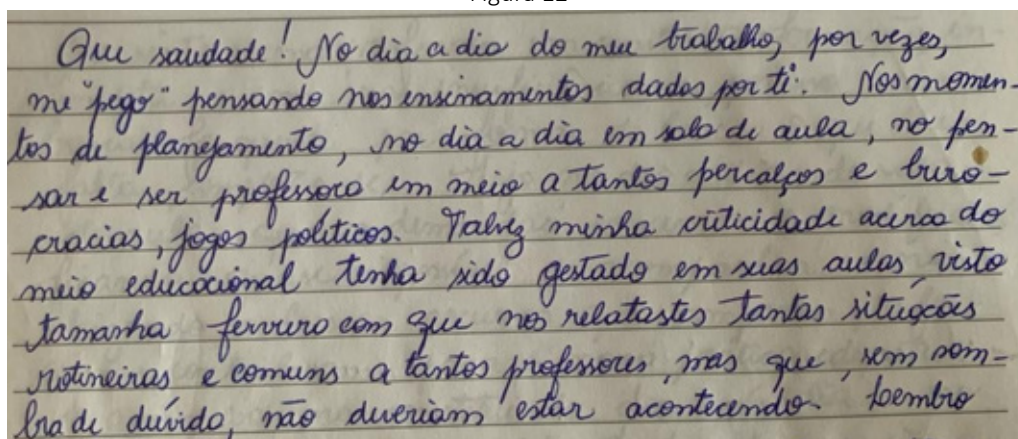 Que saudade! No dia a dia do meu trabalho, por vezes,
me "pego" pensando nos ensinamentos dados por ti. Nos momen-
tos de planejamento, no dia a dia em sala de aula, no pen-
sar e ser professora em meio a tantos percalços e buro-
cracias, jogos políticos. Talvez minha criticidade acerca do
meio educacional tenha sido gestada em suas aulas, visto
tamanha fervura com que nos relatastes tantas situações
rotineiras e comuns a tantos professores, mas que, sem som-
bra de dúvida, não deveriam estar acontecendo. Lembro